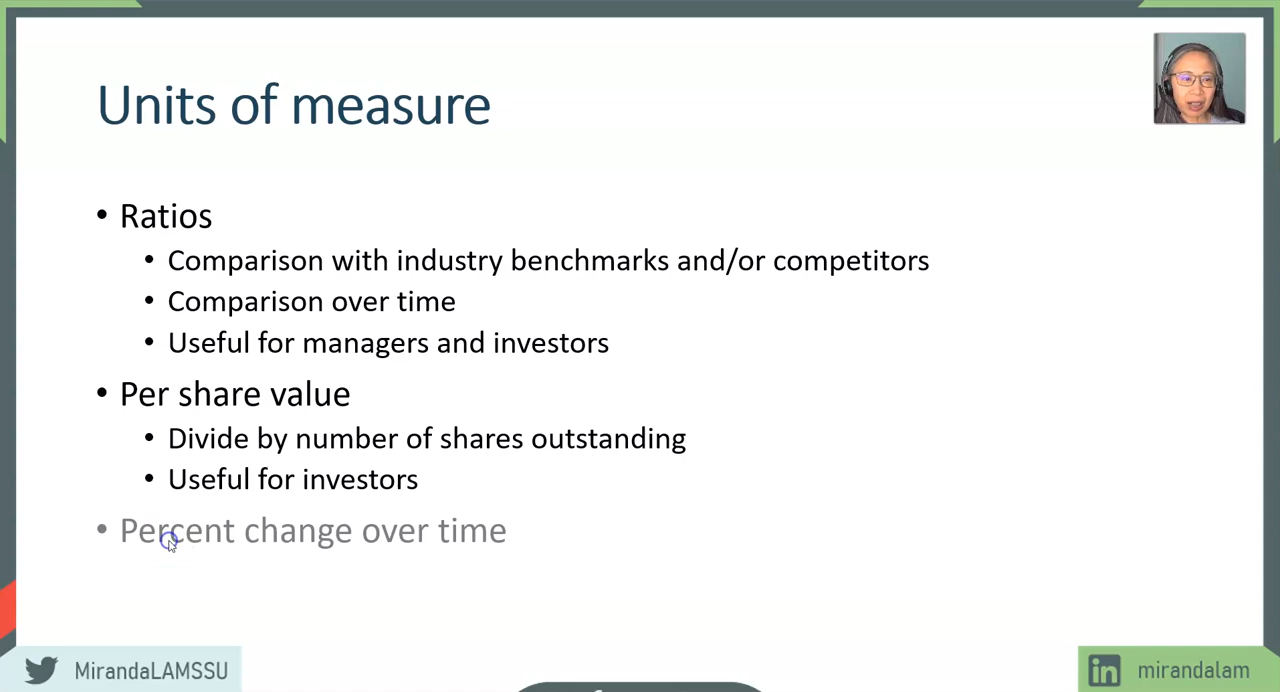 Units of measure
• Ratios
• Comparison with industry benchmarks and/or competitors
• Comparison over time
• Useful for managers and investors
• Per share value
• Divide by number of shares outstanding
• Useful for investors
• Percent change over time
MirandaLAMSSU
in mirandalam